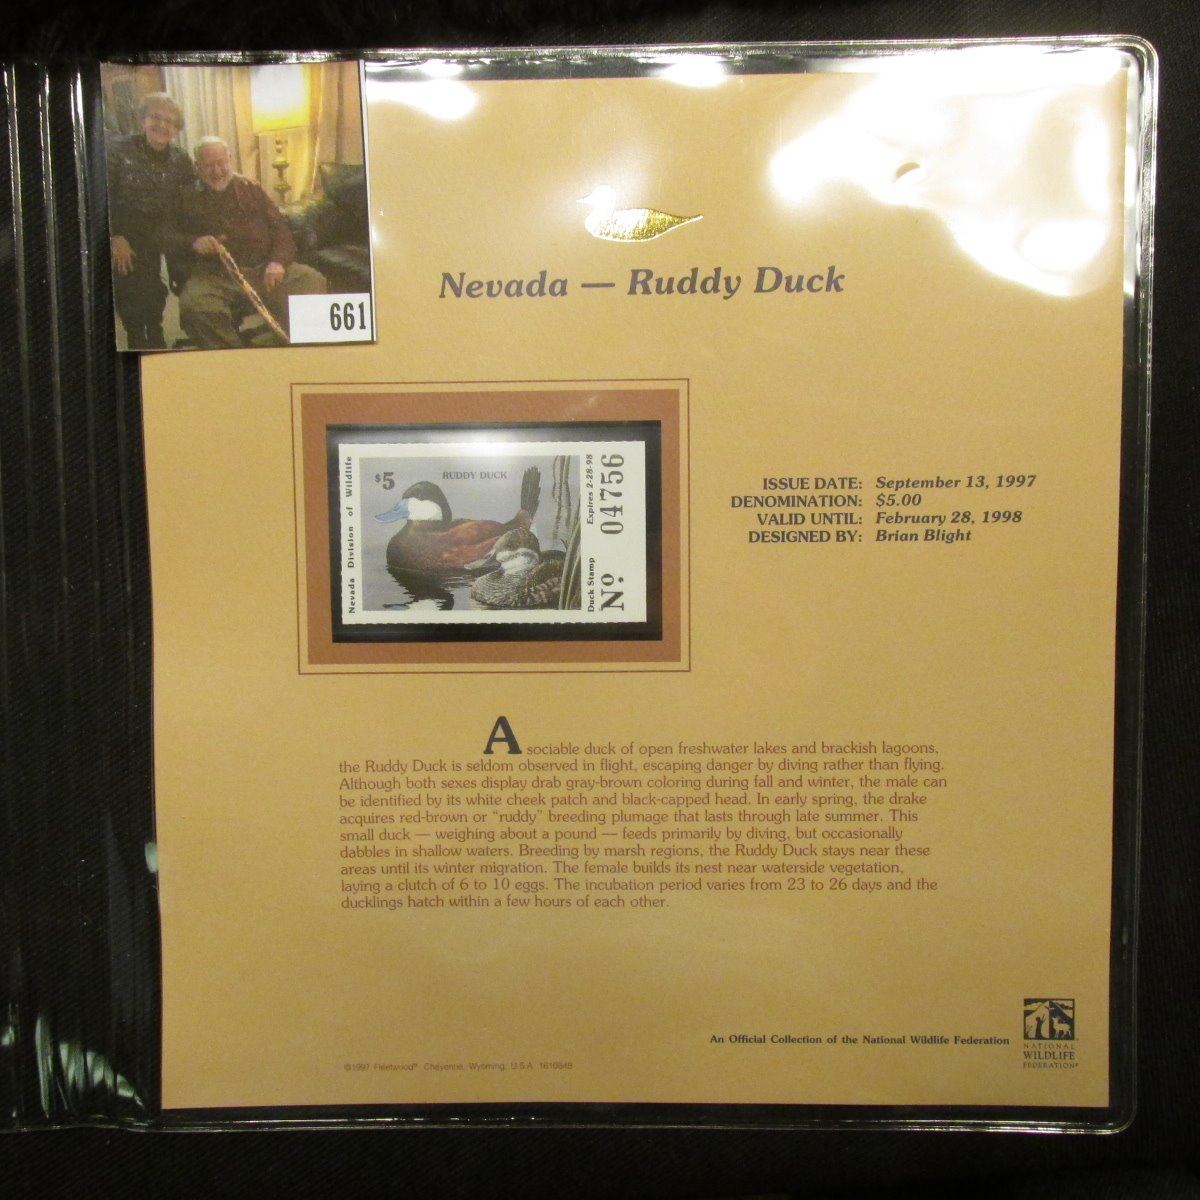 661
Nevada — Ruddy Duck
Nevada Division of Wildlife
$5
RUDDY DUCK
Duck Stamp Expires 2-28-98
Nº 04756
ISSUE DATE: September 13, 1997
DENOMINATION: $5.00
VALID UNTIL: February 28, 1998
DESIGNED BY: Brian Blight
A sociable duck of open freshwater lakes and brackish lagoons,
the Ruddy Duck is seldom observed in flight, escaping danger by diving rather than flying.
Although both sexes display drab gray-brown coloring during fall and winter, the male can
be identified by its white cheek patch and black-capped head. In early spring, the drake
acquires red-brown or “ruddy” breeding plumage that lasts through late summer. This
small duck — weighing about a pound — feeds primarily by diving, but occasionally
dabbles in shallow waters. Breeding by marsh regions, the Ruddy Duck stays near these
areas until its winter migration. The female builds its nest near waterside vegetation,
laying a clutch of 6 to 10 eggs. The incubation period varies from 23 to 26 days and the
ducklings hatch within a few hours of each other.
An Official Collection of the National Wildlife Federation
NATIONAL
WILDLIFE
FEDERATION®
©1997 Fleetwood® Cheyenne, Wyoming, U.S.A. 161084B